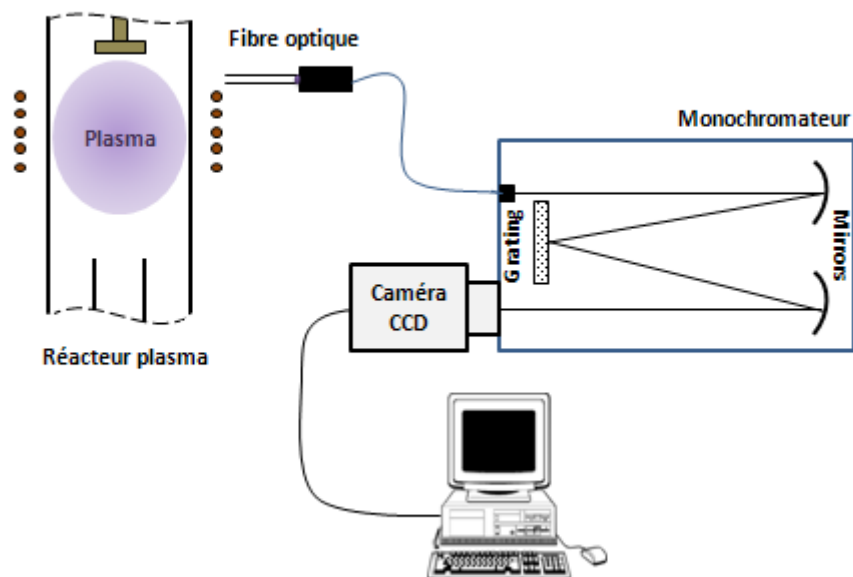 Fibre optique
Plasma
Monochromateur
Grating
Mirrors
Caméra
CCD
Réacteur plasma